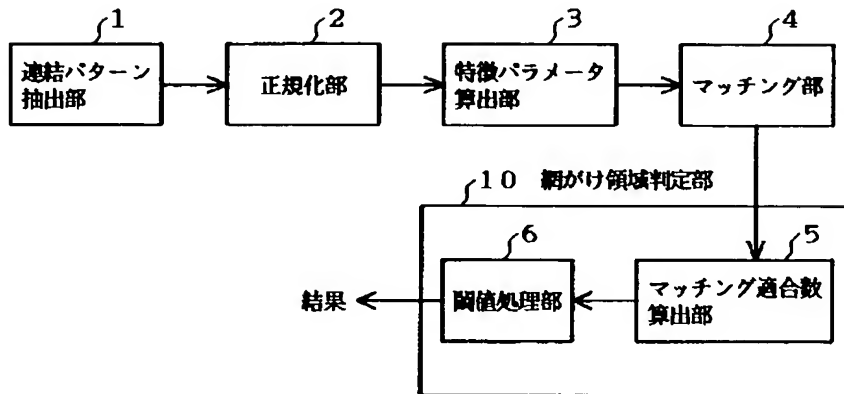 1
連結パターン
抽出部
2
正規化部
3
特徴パラメータ
算出部
4
マッチング部
10 網がけ領域判定部
5
マッチング適合数
算出部
6
閾値処理部
結果